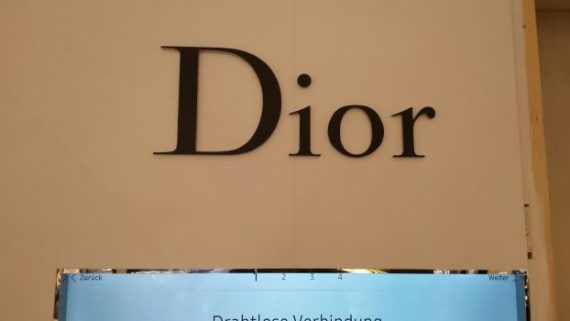 Dior
Zurück 1 2 3 4 Weiter
Drahtlose Verbindung